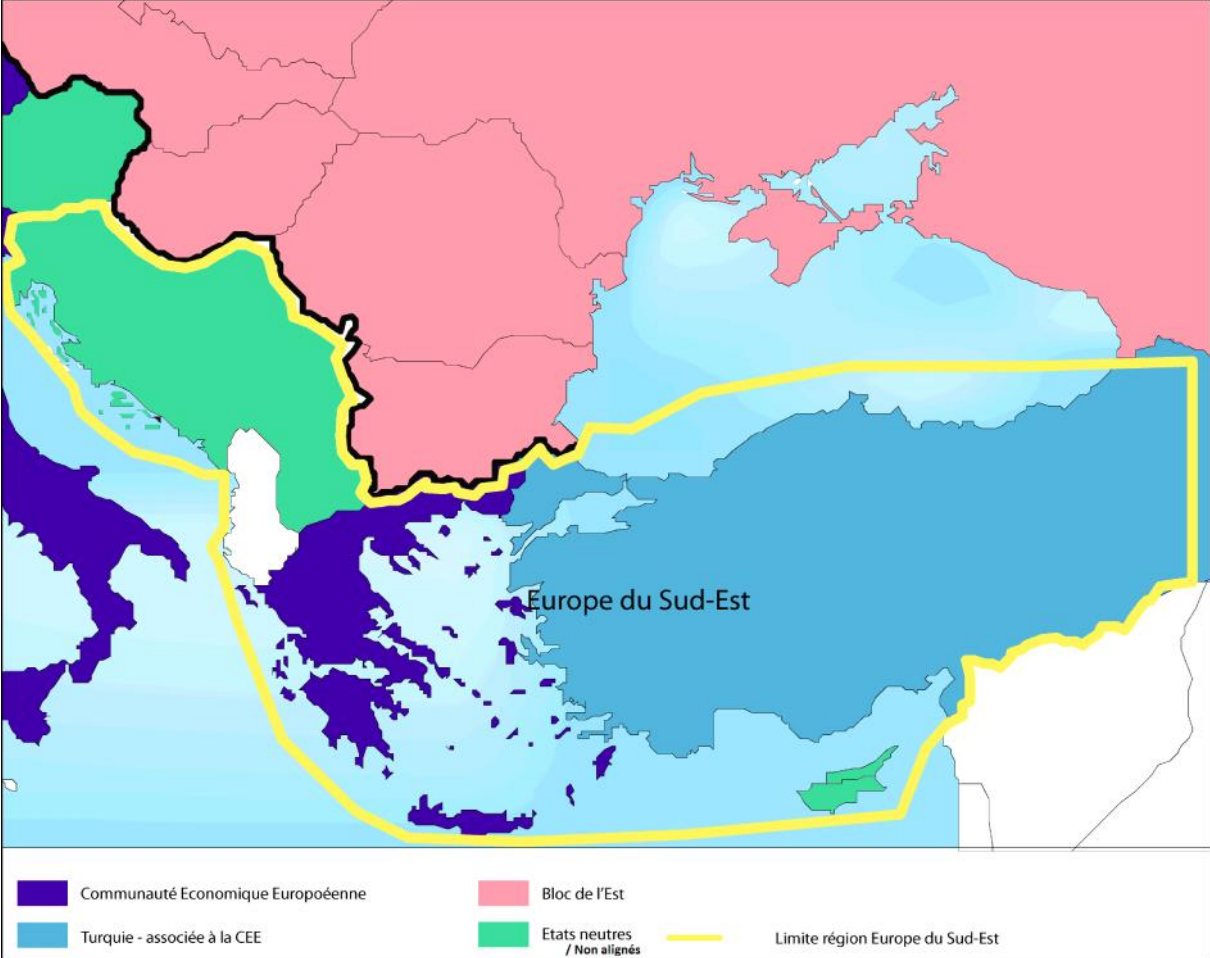 Europe du Sud-Est
Communauté Economique Europoéenne
Bloc de l'Est
Turquie - associée à la CEE
Etats neutres
/ Non alignés
Limite région Europe du Sud-Est